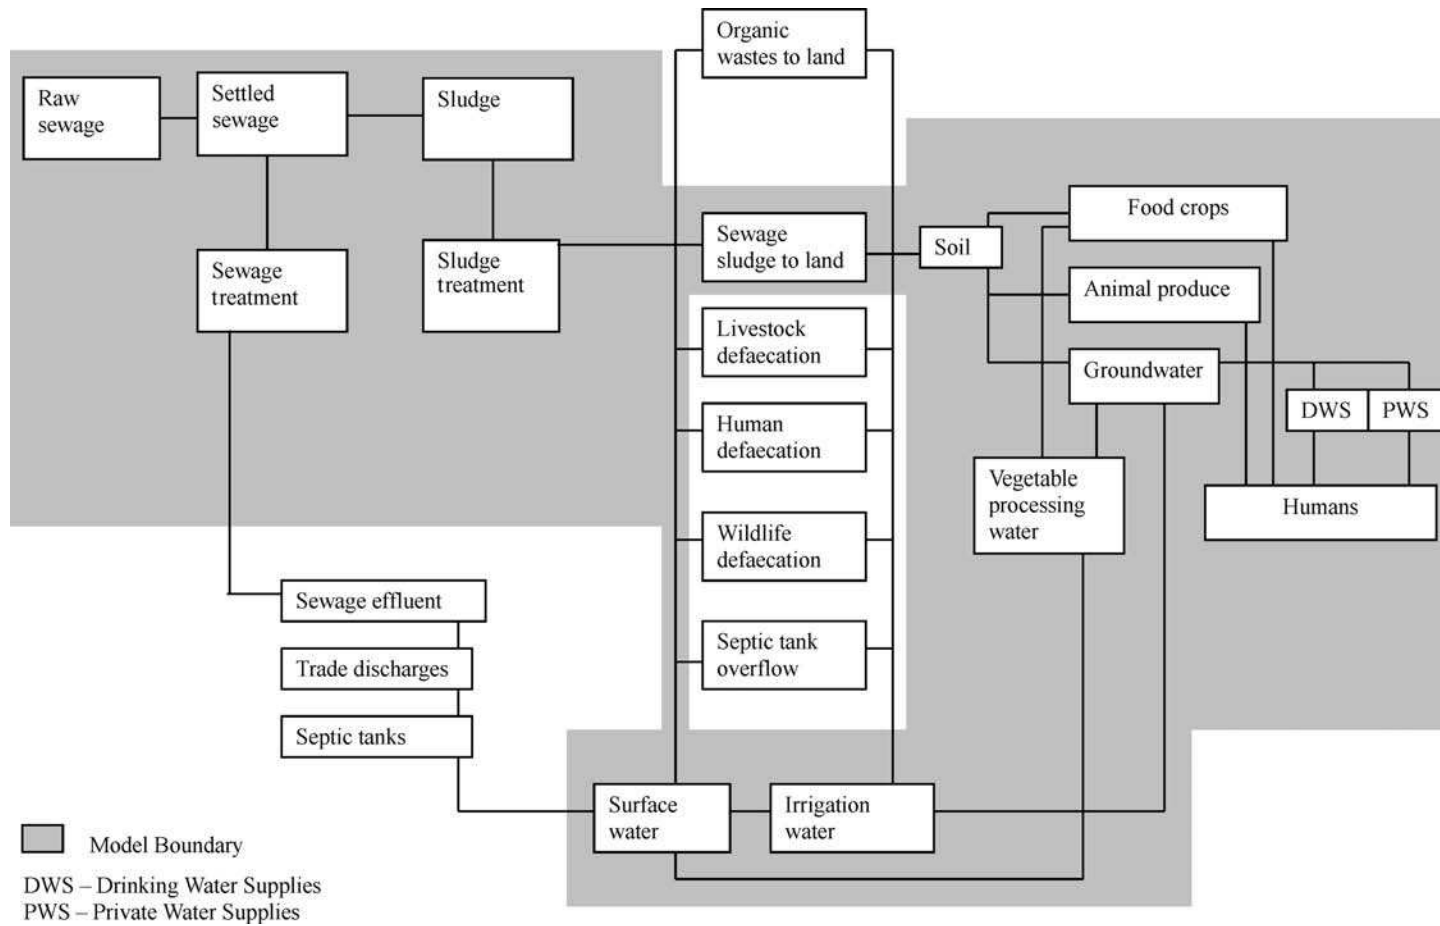 Organic
wastes to land
Raw
sewage
Settled
sewage
Sludge
Sewage
treatment
Sludge
treatment
Sewage
sludge to land
Soil
Food crops
Animal produce
Groundwater
DWS
PWS
Livestock
defaecation
Human
defaecation
Wildlife
defaecation
Septic tank
overflow
Vegetable
processing
water
Humans
Sewage effluent
Trade discharges
Septic tanks
Surface
water
Irrigation
water
Model Boundary
DWS – Drinking Water Supplies
PWS – Private Water Supplies